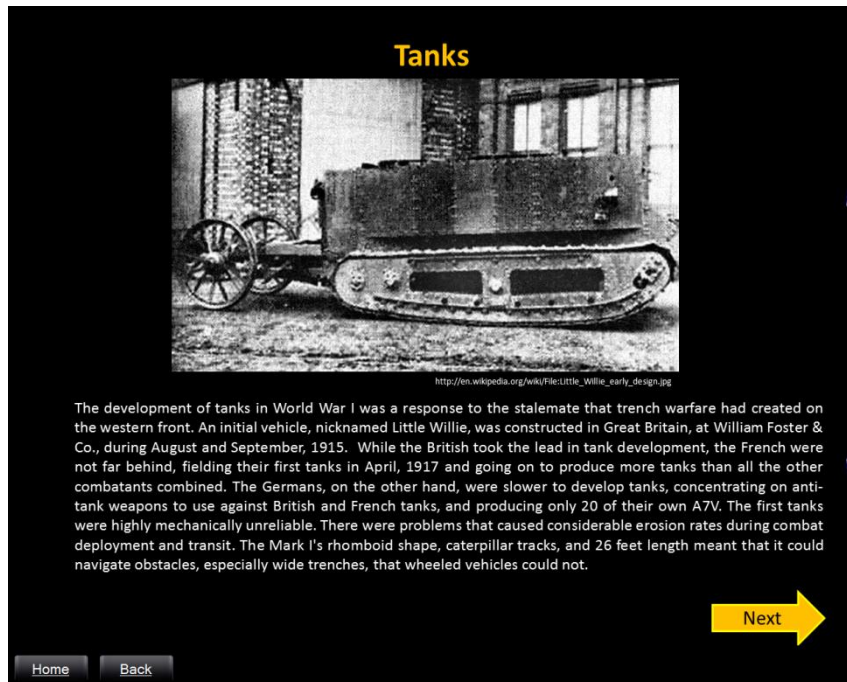 Tanks
http://en.wikipedia.org/wiki/File:Little_Willie_early_design.jpg
The development of tanks in World War I was a response to the stalemate that trench warfare had created on
the western front. An initial vehicle, nicknamed Little Willie, was constructed in Great Britain, at William Foster &
Co., during August and September, 1915.  While the British took the lead in tank development, the French were
not far behind, fielding their first tanks in April, 1917 and going on to produce more tanks than all the other
combatants combined. The Germans, on the other hand, were slower to develop tanks, concentrating on anti-
tank weapons to use against British and French tanks, and producing only 20 of their own A7V. The first tanks
were highly mechanically unreliable. There were problems that caused considerable erosion rates during combat
deployment and transit. The Mark I's rhomboid shape, caterpillar tracks, and 26 feet length meant that it could
navigate obstacles, especially wide trenches, that wheeled vehicles could not.
Next
Home Back